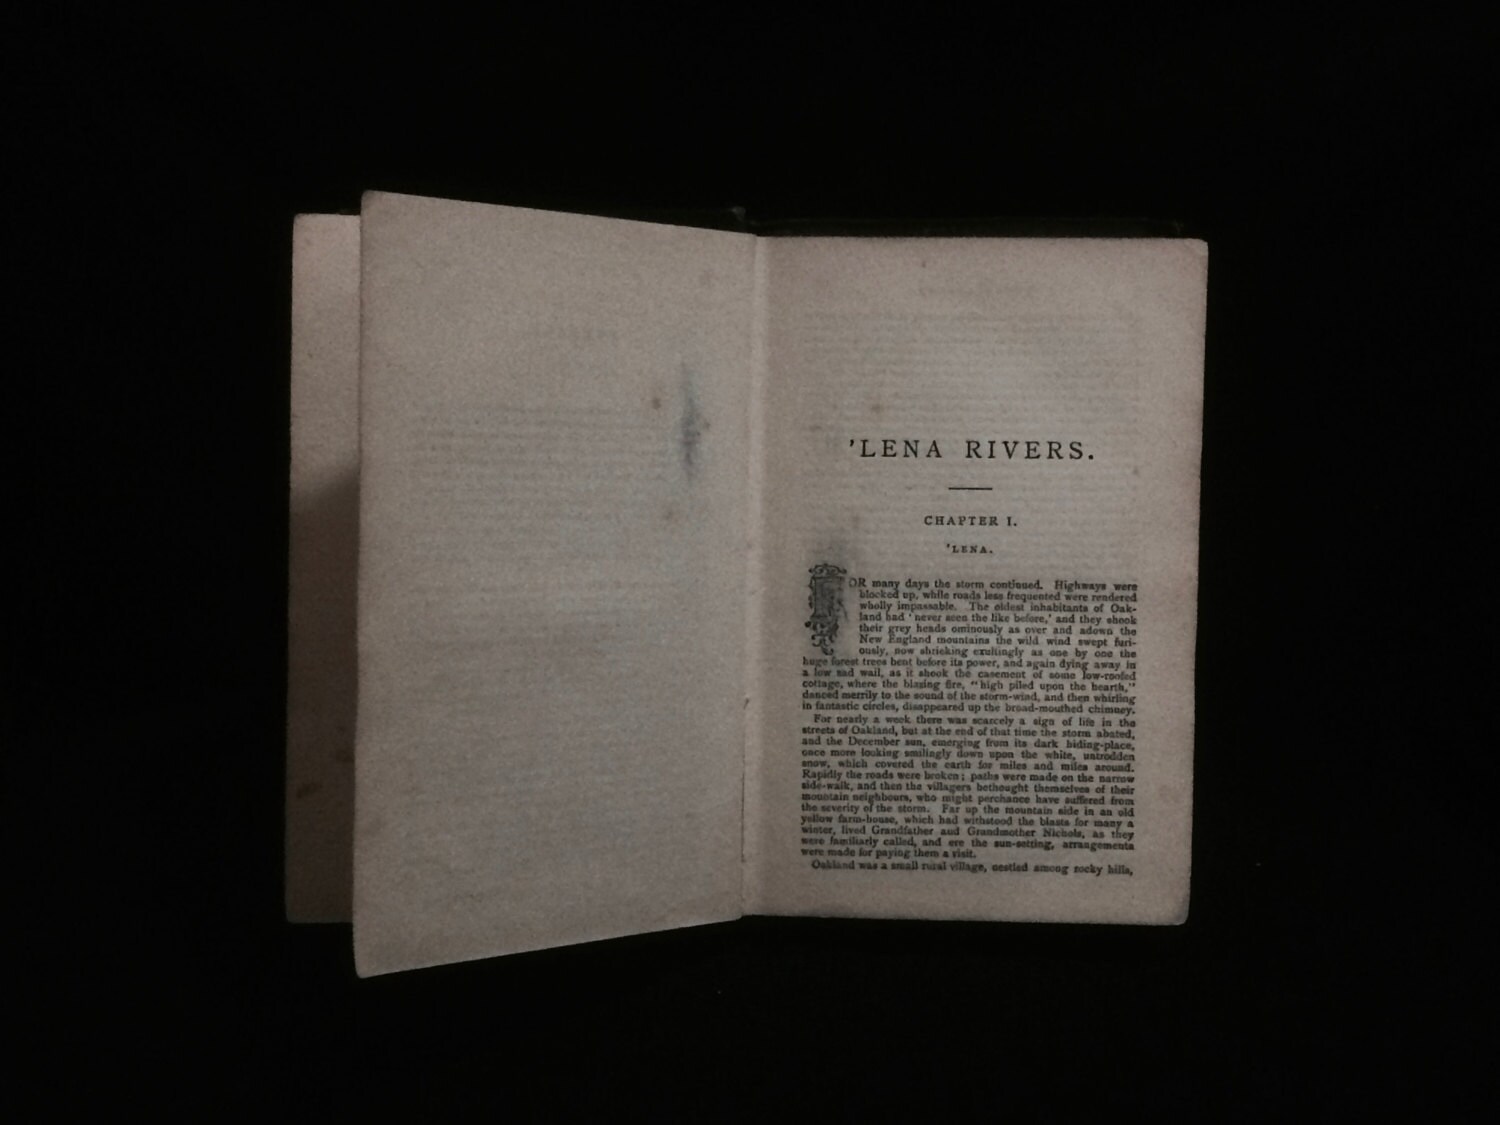 'LENA RIVERS.
CHAPTER I.
'LENA.
FOR many days the storm continued. Highways were
blocked up, while roads less frequented were rendered
wholly impassable. The oldest inhabitants of Oak-
land had 'never seen the like before,' and they shook
their grey heads ominously as over and adown the
New England mountains the wild wind swept furi-
ously, now shrieking exultingly as one by one the
huge forest trees bent before its power, and again dying away in
a low sad wail, as it shook the casement of some low-roofed
cottage, where the blazing fire, "high piled upon the hearth,"
danced merrily to the sound of the storm-wind, and then whirling
in fantastic circles, disappeared up the broad-mouthed chimney.
For nearly a week there was scarcely a sign of life in the
streets of Oakland, but at the end of that time the storm abated,
and the December sun, emerging from its dark hiding-place,
once more looking smilingly down upon the white, untrodden
snow, which covered the earth for miles and miles around.
Rapidly the roads were broken; paths were made on the narrow
side-walk, and then the villagers bethought themselves of their
mountain neighbours, who might perchance have suffered from
the severity of the storm. Far up the mountain side in an old
yellow farm-house, which had withstood the blasts for many a
winter, lived Grandfather and Grandmother Nichols, as they
were familiarly called, and ere the sun-setting, arrangements
were made for paying them a visit.
Oakland was a small rural village, nestled among rocky hills,